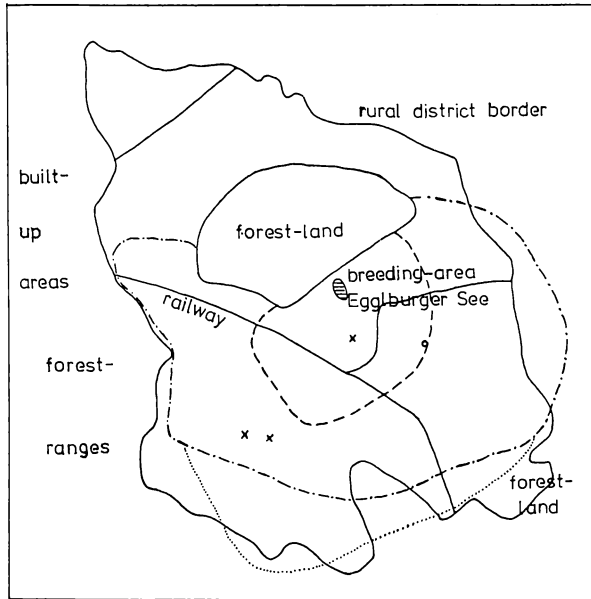 rural district border
built-
up
areas
forest-land
breeding-area
Egglburger See
railway
forest-
ranges
x
x x
forest-
land